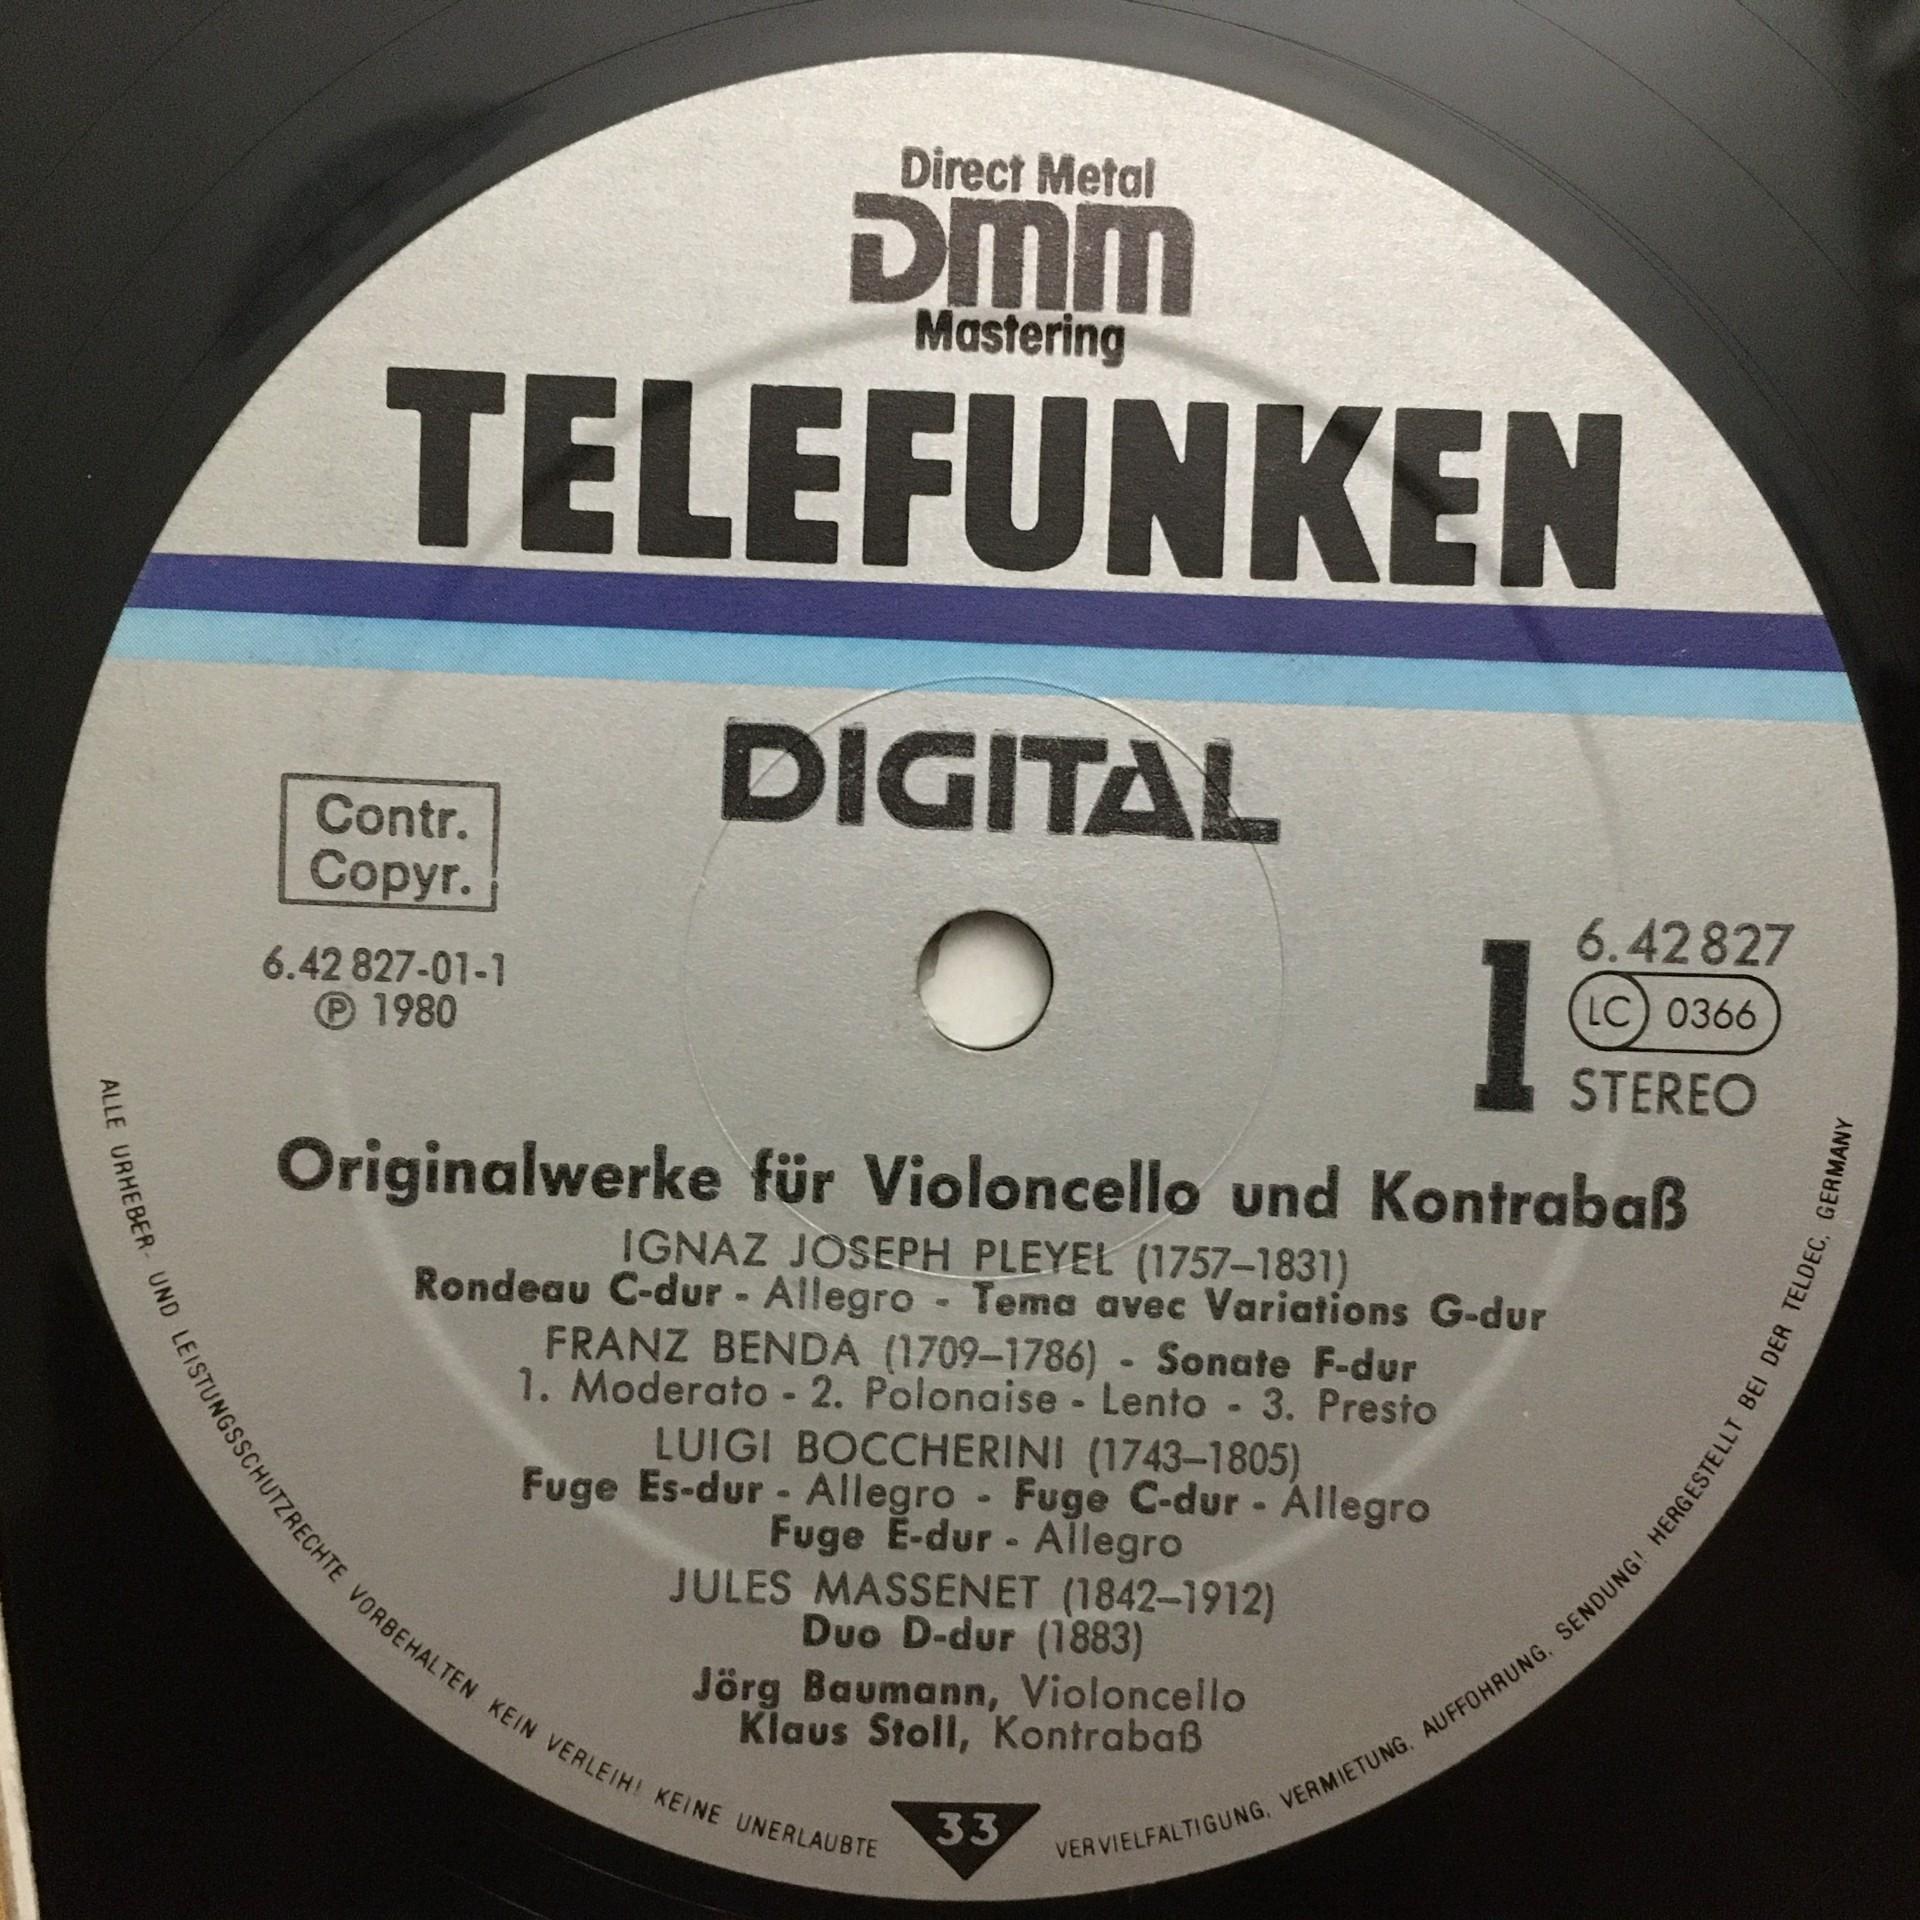 Direct Metal
DMM
Mastering
TELEFUNKEN
DIGITAL
Contr.
Copyr.
6.42 827-01-1
℗ 1980
1
6.42827
LC 0366
STEREO
Originalwerke für Violoncello und Kontrabaß
IGNAZ JOSEPH PLEYEL (1757–1831)
Rondeau C-dur - Allegro - Tema avec Variations G-dur
FRANZ BENDA (1709–1786) - Sonate F-dur
1. Moderato - 2. Polonaise - Lento - 3. Presto
LUIGI BOCCHERINI (1743–1805)
Fuge Es-dur - Allegro - Fuge C-dur - Allegro
Fuge E-dur - Allegro
JULES MASSENET (1842–1912)
Duo D-dur (1883)
Jörg Baumann, Violoncello
Klaus Stoll, Kontrabaß
33
ALLE URHEBER- UND LEISTUNGSSCHUTZRECHTE VORBEHALTEN KEIN VERLEIH! KEINE UNERLAUBTE VERVIELFALTIGUNG, VERMIETUNG, AUFFOHRUNG, SENDUNG! HERGESTELLT BEI DER TELDEC, GERMANY